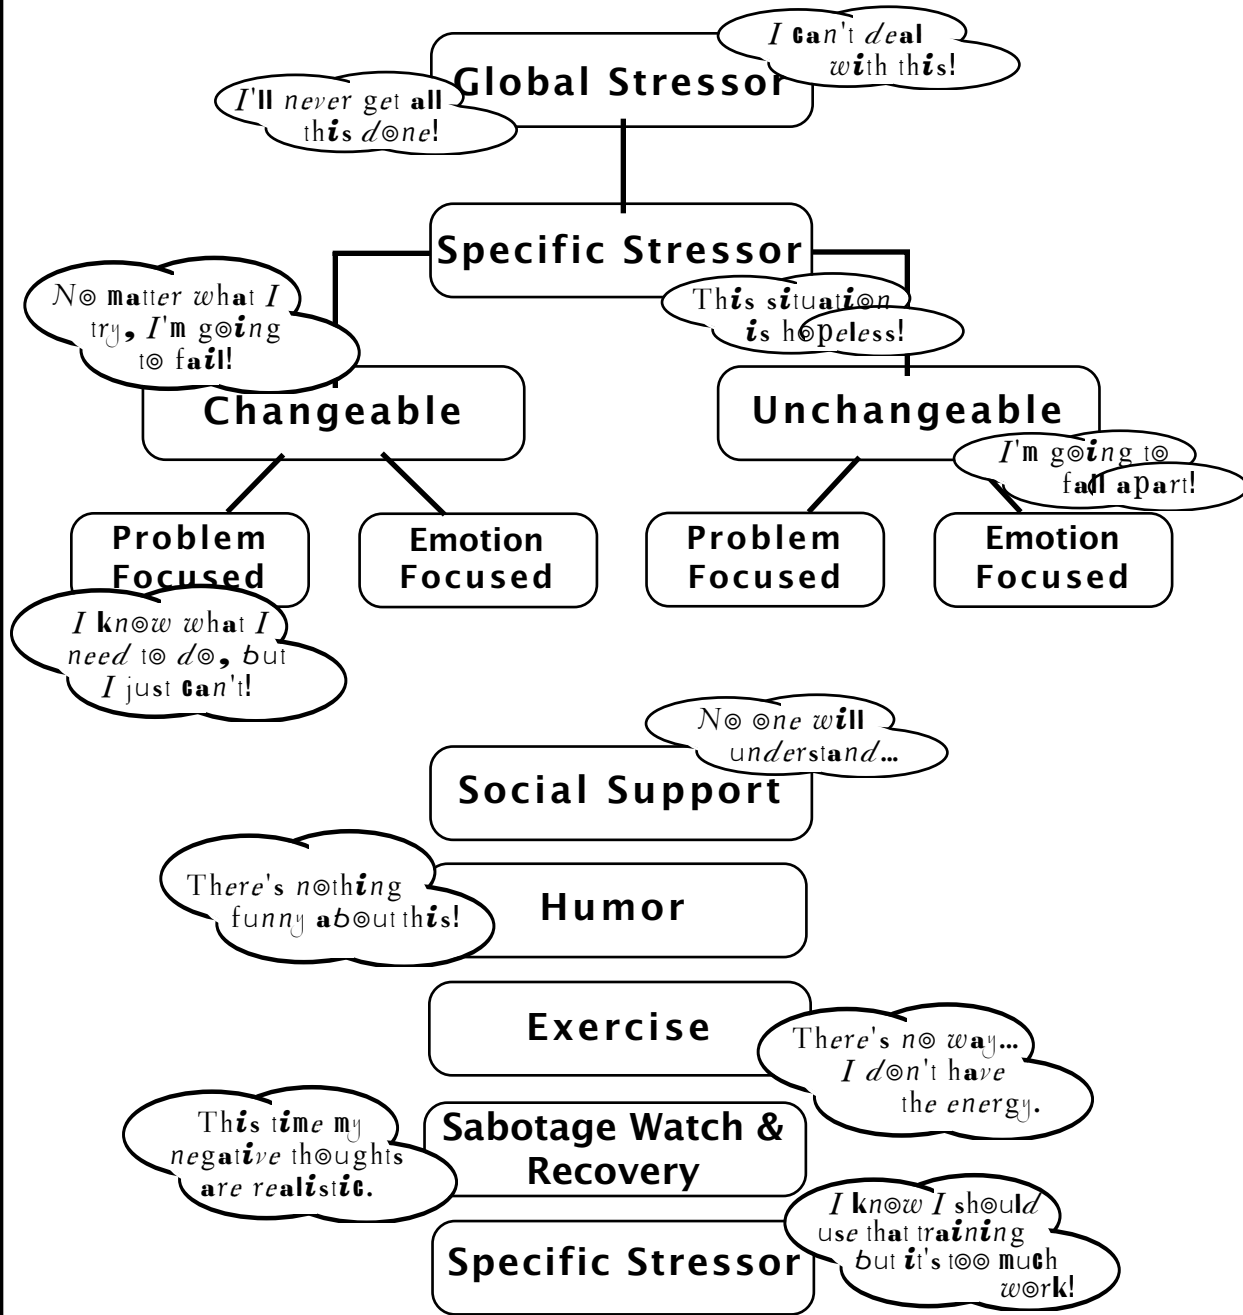 I can't deal
with this!
Global Stressor
I'll never get all
this done!
Specific Stressor
No matter what I
try, I'm going
to fail!
This situation
is hopeless!
Changeable
Unchangeable
I'm going to
fall apart!
Problem
Focused
Emotion
Focused
Problem
Focused
Emotion
Focused
I know what I
need to do, but
I just can't!
No one will
understand...
Social Support
There's nothing
funny about this!
Humor
Exercise
There's no way...
I don't have
the energy.
This time my
negative thoughts
are realistic.
Sabotage Watch &
Recovery
I know I should
use that training
but it's too much
work!
Specific Stressor